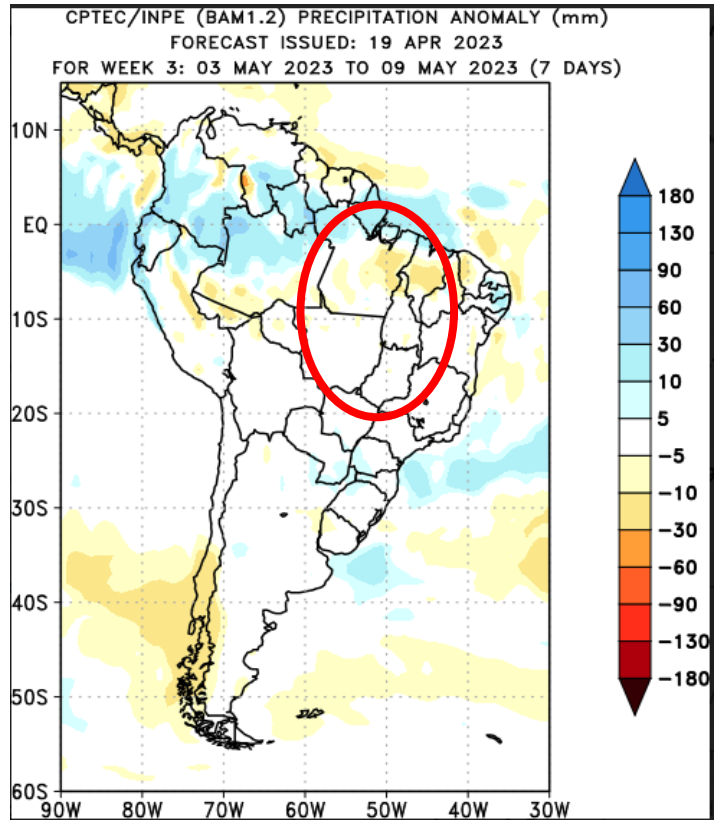 CPTEC/INPE (BAM1.2) PRECIPITATION ANOMALY (mm)
FORECAST ISSUED: 19 APR 2023
FOR WEEK 3: 03 MAY 2023 TO 09 MAY 2023 (7 DAYS)
10N
EQ
10S
20S
30S
40S
50S
60S
90W 80W 70W 60W 50W 40W 30W
180
130
90
60
30
10
5
-5
-10
-30
-60
-90
-130
-180